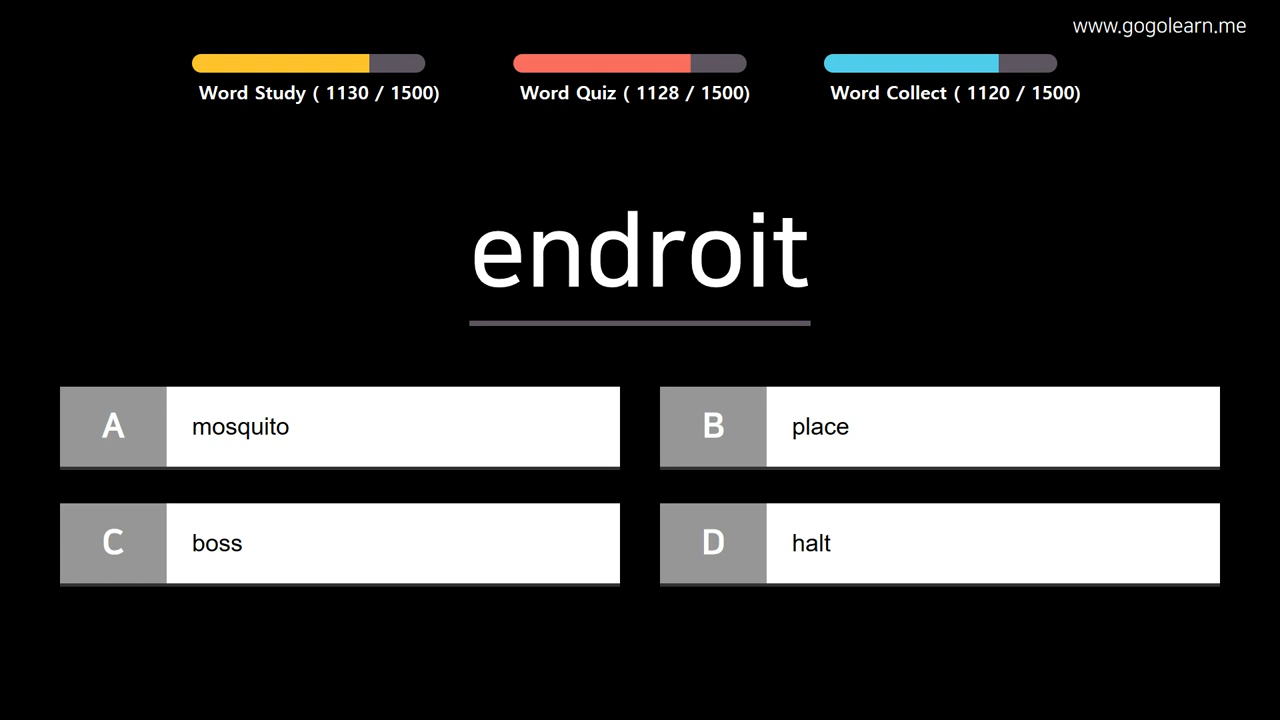 www.gogolearn.me
Word Study ( 1130 / 1500)
Word Quiz ( 1128 / 1500)
Word Collect ( 1120 / 1500)
endroit
A mosquito
B place
C boss
D halt